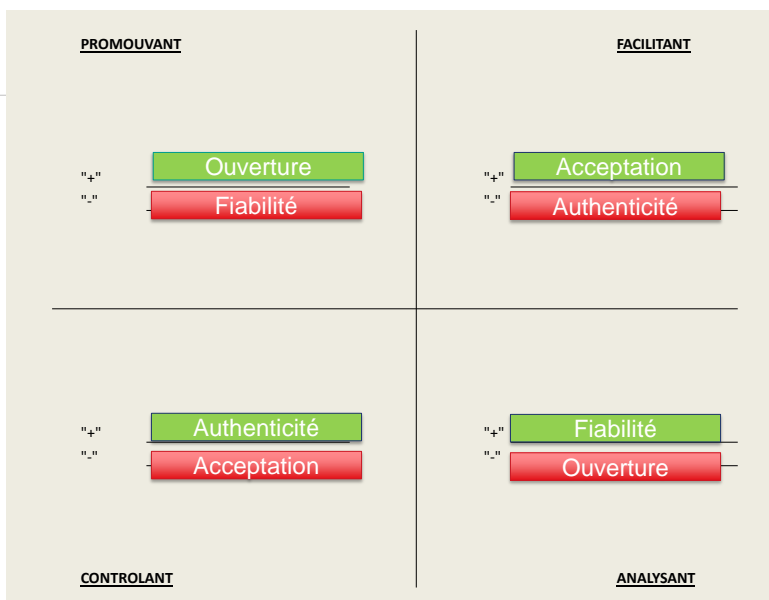 PROMOUVANT
FACILITANT
"+" Ouverture
"-" Fiabilité
"+" Acceptation
"-" Authenticité
"+" Authenticité
"-" Acceptation
"+" Fiabilité
"-" Ouverture
CONTROLANT
ANALYSANT